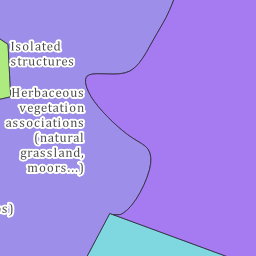 Isolated
structures
Herbaceous
vegetation
associations
(natural
grassland,
moors...)
s)